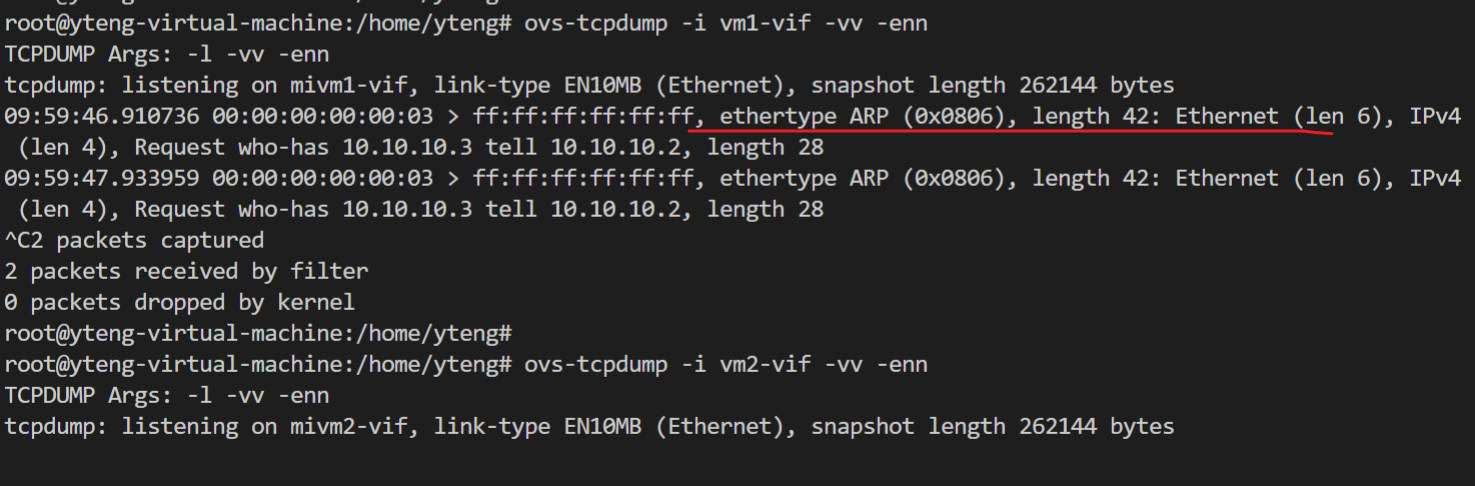 root@yteng-virtual-machine:/home/yteng# ovs-tcpdump -i vm1-vif -vv -enn
TCPDUMP Args: -l -vv -enn
tcpdump: listening on mivm1-vif, link-type EN10MB (Ethernet), snapshot length 262144 bytes
09:59:46.910736 00:00:00:00:00:03 > ff:ff:ff:ff:ff:ff, ethertype ARP (0x0806), length 42: Ethernet (len 6), IPv4
 (len 4), Request who-has 10.10.10.3 tell 10.10.10.2, length 28
09:59:47.933959 00:00:00:00:00:03 > ff:ff:ff:ff:ff:ff, ethertype ARP (0x0806), length 42: Ethernet (len 6), IPv4
 (len 4), Request who-has 10.10.10.3 tell 10.10.10.2, length 28
^C2 packets captured
2 packets received by filter
0 packets dropped by kernel
root@yteng-virtual-machine:/home/yteng#
root@yteng-virtual-machine:/home/yteng# ovs-tcpdump -i vm2-vif -vv -enn
TCPDUMP Args: -l -vv -enn
tcpdump: listening on mivm2-vif, link-type EN10MB (Ethernet), snapshot length 262144 bytes